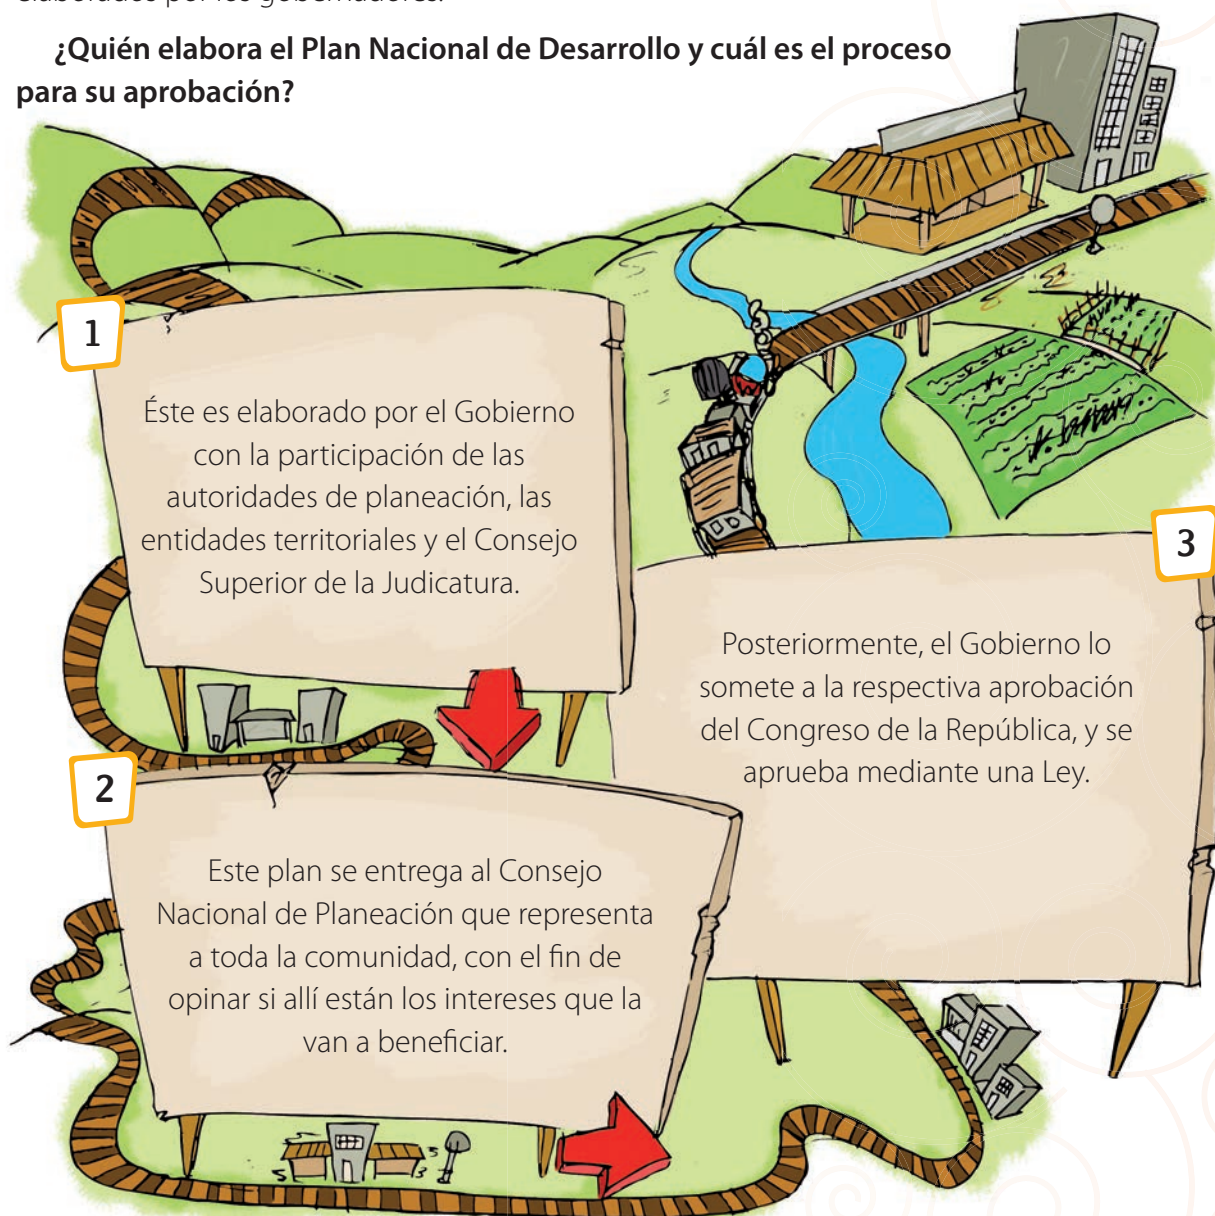 elaborados por los gobernadores.
¿Quién elabora el Plan Nacional de Desarrollo y cuál es el proceso
para su aprobación?
1
Éste es elaborado por el Gobierno
con la participación de las
autoridades de planeación, las
entidades territoriales y el Consejo
Superior de la Judicatura.
2
Este plan se entrega al Consejo
Nacional de Planeación que representa
a toda la comunidad, con el fin de
opinar si allí están los intereses que la
van a beneficiar.
3
Posteriormente, el Gobierno lo
somete a la respectiva aprobación
del Congreso de la República, y se
aprueba mediante una Ley.